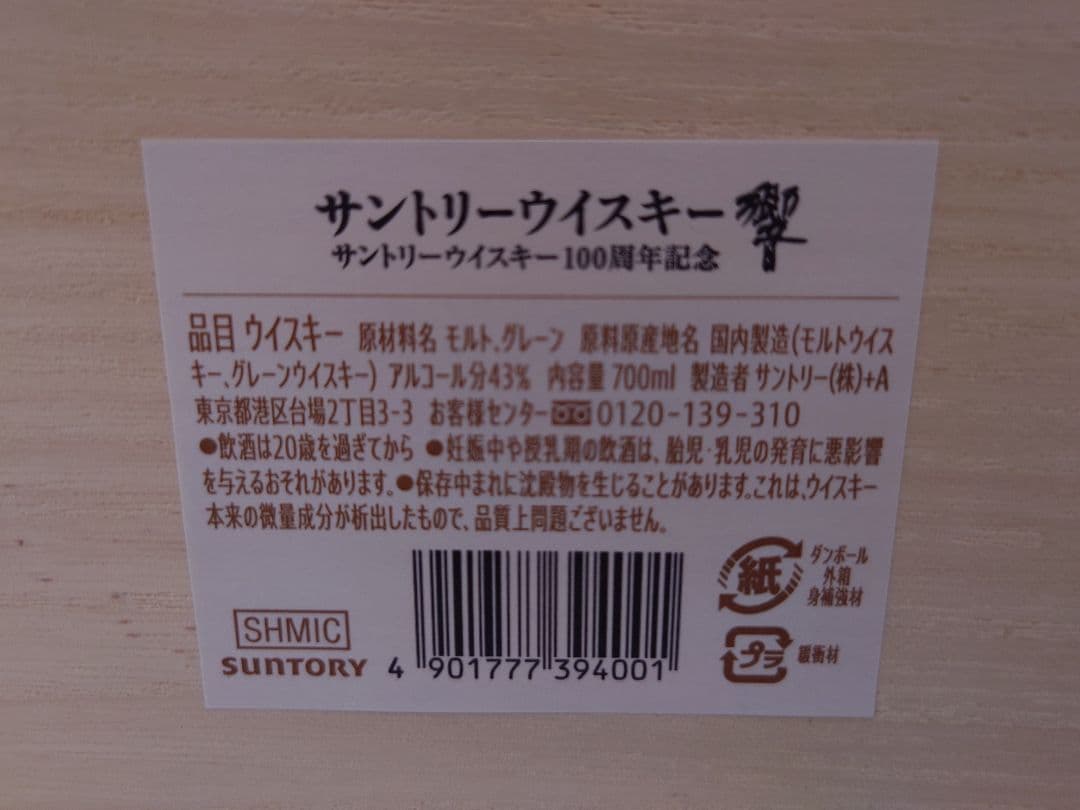 サントリーウイスキー 響
サントリーウイスキー100周年記念
品目 ウイスキー 原材料名 モルト、グレーン 原料原産地名 国内製造(モルトウイス
キー、グレーンウイスキー) アルコール分43% 内容量 700ml 製造者 サントリー(株)+A
東京都港区台場2丁目3-3 お客様センター 0120-139-310
●飲酒は20歳を過ぎてから ●妊娠中や授乳期の飲酒は、胎児・乳児の発育に悪影響
を与えるおそれがあります。●保存中まれに沈殿物を生じることがあります。これは、ウイスキー
本来の微量成分が析出したもので、品質上問題ございません。
紙
ダンボール
外箱
身補強材
SHMIC
SUNTORY
4 901777 394001
プラ
緩衝材